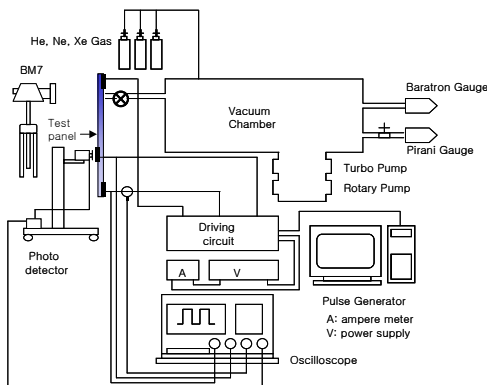 He, Ne, Xe Gas
BM7
Test
panel
Vacuum
Chamber
Baratron Gauge
Pirani Gauge
Turbo Pump
Rotary Pump
Driving
circuit
Photo
detector
A
V
Pulse Generator
A: ampere meter
V: power supply
Oscilloscope